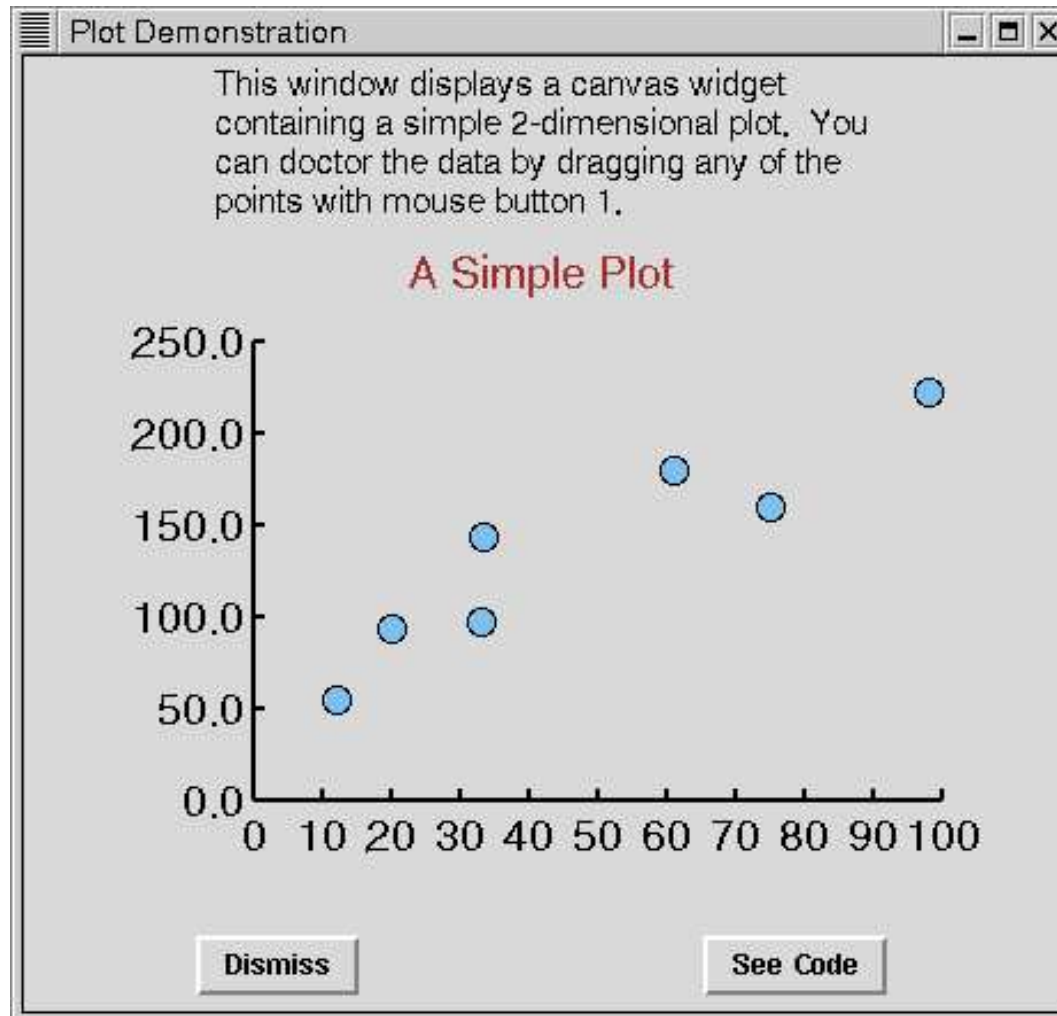 Plot Demonstration
This window displays a canvas widget
containing a simple 2-dimensional plot.  You
can doctor the data by dragging any of the
points with mouse button 1.
A Simple Plot
250.0
200.0
150.0
100.0
50.0
0.0
0 10 20 30 40 50 60 70 80 90 100
Dismiss See Code